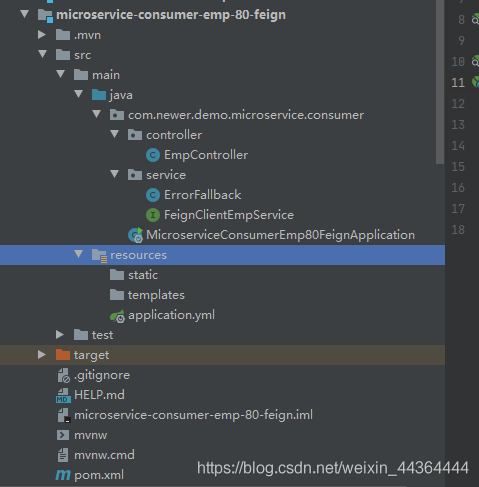 microservice-consumer-emp-80-feign
8
.mvn
9
src
10
main
11
java
12
com.newer.demo.microservice.consumer
13
controller
14
EmpController
15
service
16
ErrorFallback
17
FeignClientEmpService
18
MicroserviceConsumerEmp80FeignApplication
resources
static
templates
application.yml
test
target
.gitignore
HELP.md
microservice-consumer-emp-80-feign.iml
mvnw
mvnw.cmd
https://blog.csdn.net/weixin_44364444
pom.xml